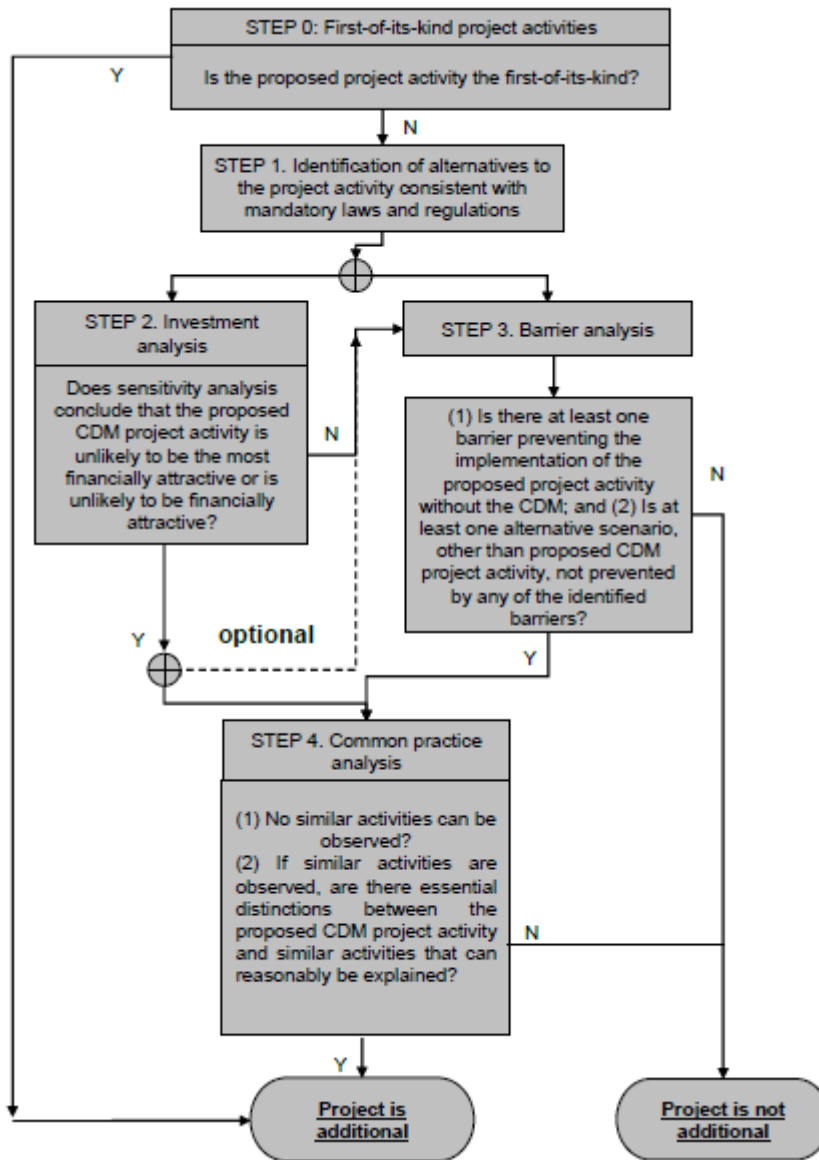 STEP 0: First-of-its-kind project activities
Y
Is the proposed project activity the first-of-its-kind?
N
STEP 1. Identification of alternatives to
the project activity consistent with
mandatory laws and regulations
STEP 2. Investment
analysis
STEP 3. Barrier analysis
Does sensitivity analysis
conclude that the proposed
CDM project activity is
unlikely to be the most
financially attractive or is
unlikely to be financially
attractive?
N
(1) Is there at least one
barrier preventing the
implementation of the
proposed project activity
without the CDM; and (2) Is at
least one alternative scenario,
other than proposed CDM
project activity, not prevented
by any of the identified
barriers?
N
Y
optional
Y
STEP 4. Common practice
analysis
(1) No similar activities can be
observed?
(2) If similar activities are
observed, are there essential
distinctions between the
proposed CDM project activity
and similar activities that can
reasonably be explained?
N
Y
Project is
additional
Project is not
additional